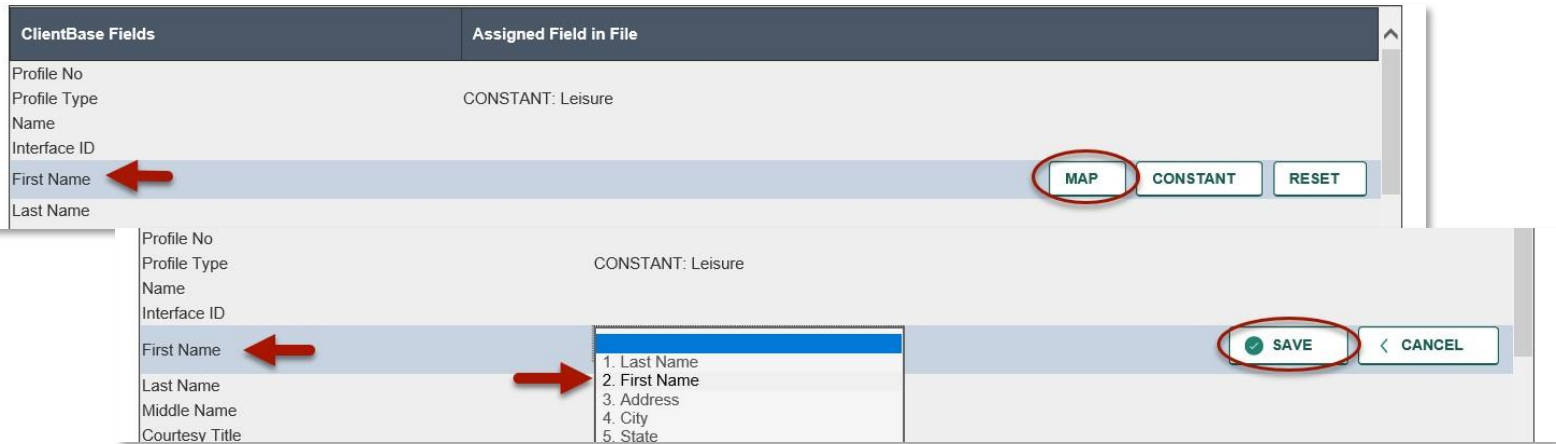 ClientBase Fields Assigned Field in File
Profile No
Profile Type CONSTANT: Leisure
Name
Interface ID
First Name MAP CONSTANT RESET
Last Name
Profile No
Profile Type CONSTANT: Leisure
Name
Interface ID
First Name SAVE CANCEL
1. Last Name
Last Name 2. First Name
Middle Name 3. Address
4. City
Courtesy Title 5. State